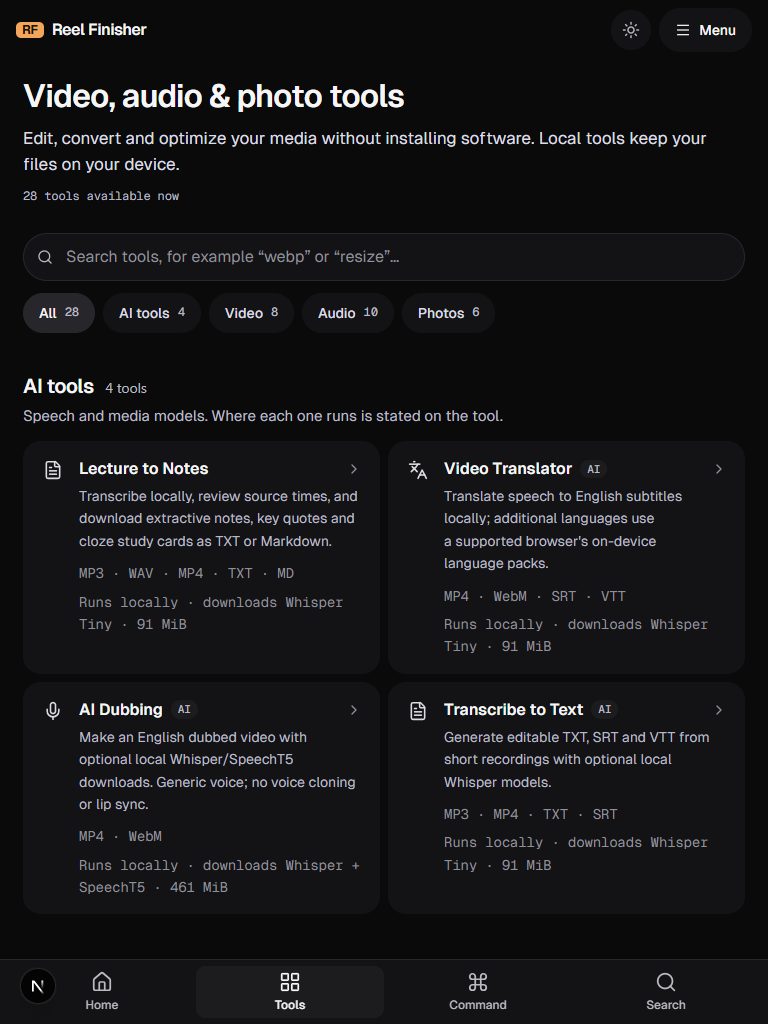 RF Reel Finisher
Menu
Video, audio & photo tools
Edit, convert and optimize your media without installing software. Local tools keep your
files on your device.
28 tools available now
Search tools, for example “webp” or “resize”…
All 28
AI tools 4
Video 8
Audio 10
Photos 6
AI tools 4 tools
Speech and media models. Where each one runs is stated on the tool.
Lecture to Notes
Transcribe locally, review source times, and
download extractive notes, key quotes and
cloze study cards as TXT or Markdown.
MP3 · WAV · MP4 · TXT · MD
Runs locally · downloads Whisper
Tiny · 91 MiB
Video Translator AI
Translate speech to English subtitles
locally; additional languages use
a supported browser's on-device
language packs.
MP4 · WebM · SRT · VTT
Runs locally · downloads Whisper
Tiny · 91 MiB
AI Dubbing AI
Make an English dubbed video with
optional local Whisper/SpeechT5
downloads. Generic voice; no voice cloning
or lip sync.
MP4 · WebM
Runs locally · downloads Whisper +
SpeechT5 · 461 MiB
Transcribe to Text AI
Generate editable TXT, SRT and VTT from
short recordings with optional local
Whisper models.
MP3 · MP4 · TXT · SRT
Runs locally · downloads Whisper
Tiny · 91 MiB
N
Home
Tools
Command
Search